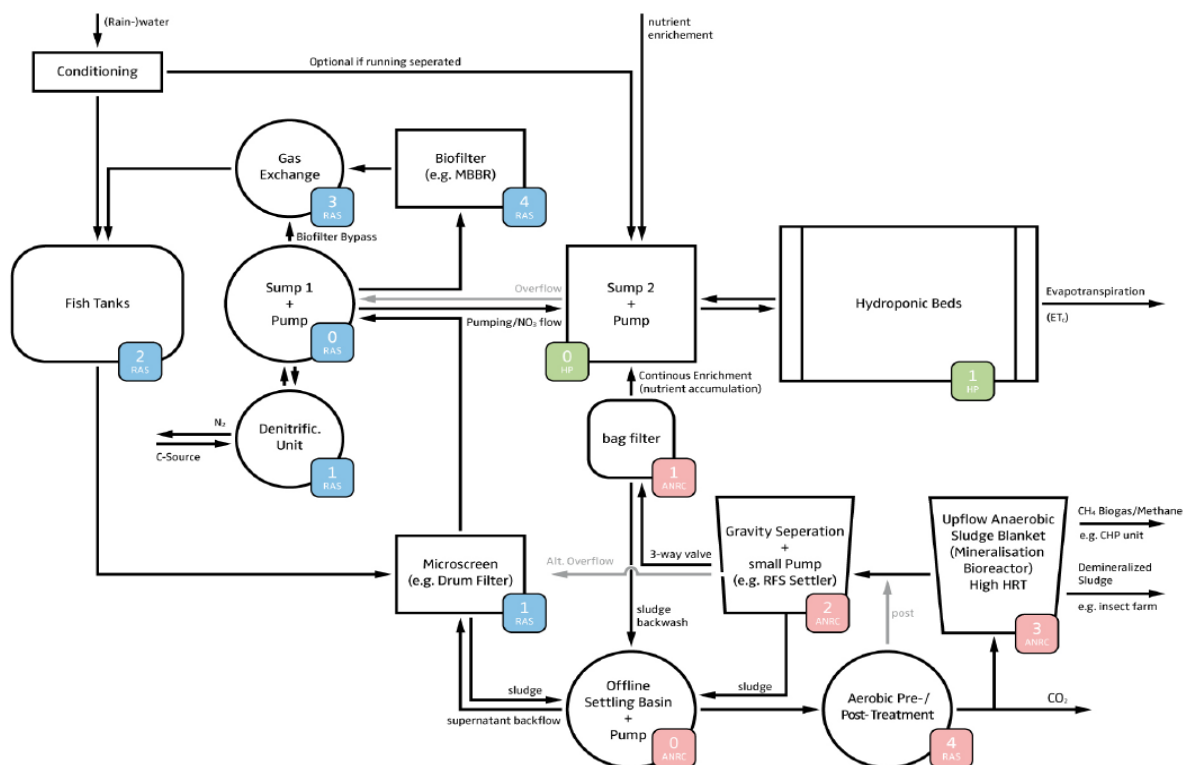 (Rain-)water
nutrient
enrichement
Conditioning
Optional if running seperated
Gas
Exchange
3
RAS
Biofilter
(e.g. MBBR)
4
RAS
Biofilter Bypass
Fish Tanks
2
RAS
Sump 1
+
Pump
0
RAS
Overflow
Pumping/NO₃ flow
Sump 2
+
Pump
0
HP
Hydroponic Beds
1
HP
Evapotranspiration
(ETc)
Continous Enrichment
(nutrient accumulation)
N₂
C-Source
Denitrific.
Unit
1
RAS
bag filter
1
ANRC
Microscreen
(e.g. Drum Filter)
1
RAS
Alt. Overflow
3-way valve
Gravity Seperation
+
small Pump
(e.g. RFS Settler)
2
ANRC
Upflow Anaerobic
Sludge Blanket
(Mineralisation
Bioreactor)
High HRT
3
ANRC
CH₄ Biogas/Methane
e.g. CHP unit
Demineralized
Sludge
e.g. insect farm
post
sludge
backwash
sludge
supernatant backflow
Offline
Settling Basin
+
Pump
0
ANRC
sludge
Aerobic Pre-/
Post-Treatment
4
RAS
CO₂